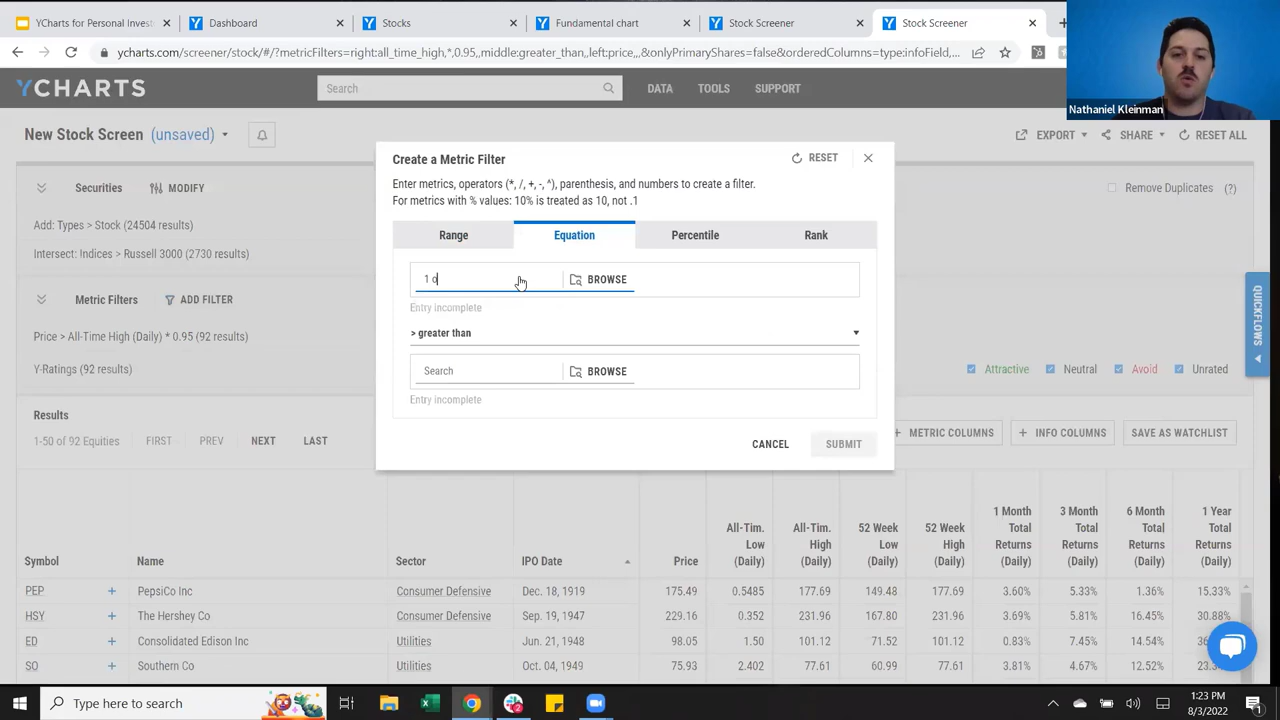 YCharts for Personal Invest
Dashboard
Stocks
Fundamental chart
Stock Screener
Stock Screener
ycharts.com/screener/stock/#/?metricFilters=right:all_time_high,*,0.95,,middle:greater_than,,left:price,,,&onlyPrimaryShares=false&orderedColumns=type:infoField,...
Nathaniel Kleinman
YCHARTS
Search
DATA
TOOLS
SUPPORT
New Stock Screen (unsaved)
EXPORT
SHARE
RESET ALL
Create a Metric Filter
RESET
Enter metrics, operators (*, /, +, -, ^), parenthesis, and numbers to create a filter.
For metrics with % values: 10% is treated as 10, not .1
Securities
MODIFY
Remove Duplicates (?)
Add: Types > Stock (24504 results)
Intersect: Indices > Russell 3000 (2730 results)
Range
Equation
Percentile
Rank
1 o
BROWSE
Entry incomplete
> greater than
Search
BROWSE
Entry incomplete
CANCEL
SUBMIT
Metric Filters
ADD FILTER
Price > All-Time High (Daily) * 0.95 (92 results)
Y-Ratings (92 results)
Attractive
Neutral
Avoid
Unrated
QUICKFLOWS
Results
1-50 of 92 Equities
FIRST
PREV
NEXT
LAST
+ METRIC COLUMNS
+ INFO COLUMNS
SAVE AS WATCHLIST
Symbol
Name
Sector
IPO Date
Price
All-Tim. Low (Daily)
All-Tim. High (Daily)
52 Week Low (Daily)
52 Week High (Daily)
1 Month Total Returns (Daily)
3 Month Total Returns (Daily)
6 Month Total Returns (Daily)
1 Year Total Returns (Daily)
PEP + PepsiCo Inc Consumer Defensive Dec. 18, 1919 175.49 0.5485 177.69 149.48 177.69 3.60% 5.33% 1.36% 15.33%
HSY + The Hershey Co Consumer Defensive Sep. 19, 1947 229.16 0.352 231.96 167.80 231.96 3.69% 5.81% 16.45% 30.88%
ED + Consolidated Edison Inc Utilities Jun. 21, 1948 98.05 1.50 101.12 71.52 101.12 0.83% 7.45% 14.54%
SO + Southern Co Utilities Oct. 04, 1949 75.93 2.402 77.61 60.99 77.61 3.81% 4.67% 12.52%
Type here to search
1:23 PM
8/3/2022